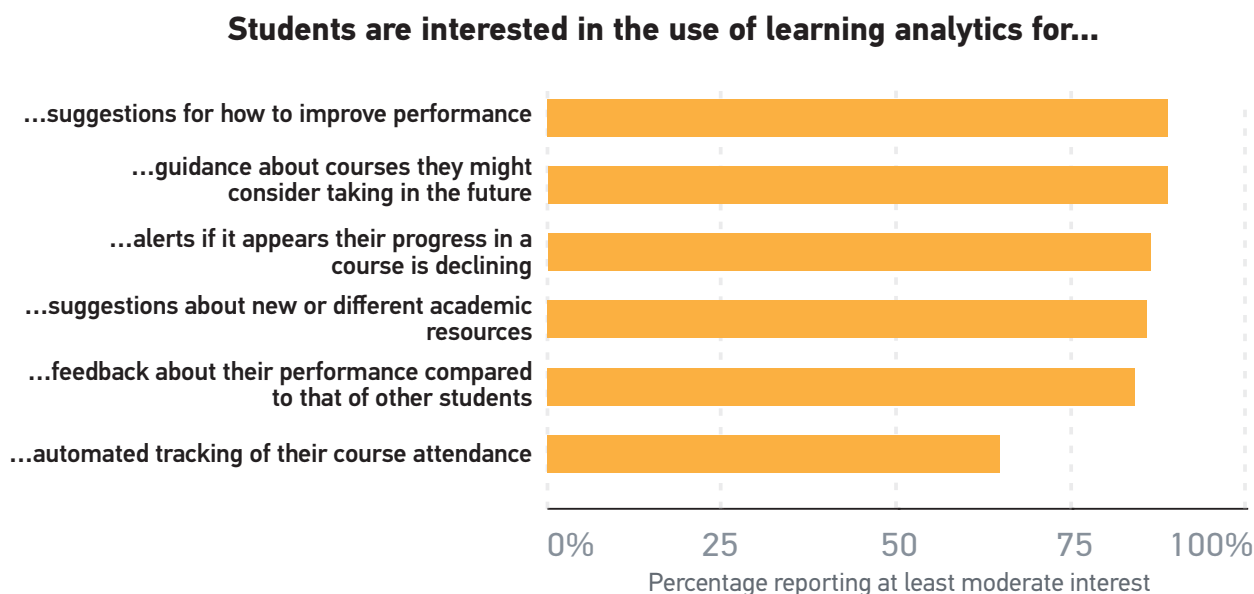 Students are interested in the use of learning analytics for...
...suggestions for how to improve performance
...guidance about courses they might
consider taking in the future
...alerts if it appears their progress in a
course is declining
...suggestions about new or different academic
resources
...feedback about their performance compared
to that of other students
...automated tracking of their course attendance
0% 25 50 75 100%
Percentage reporting at least moderate interest